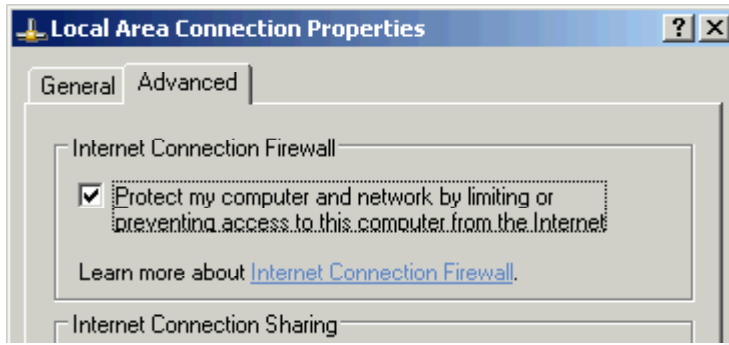 Local Area Connection Properties
General Advanced
Internet Connection Firewall
Protect my computer and network by limiting or
preventing access to this computer from the Internet
Learn more about Internet Connection Firewall.
Internet Connection Sharing